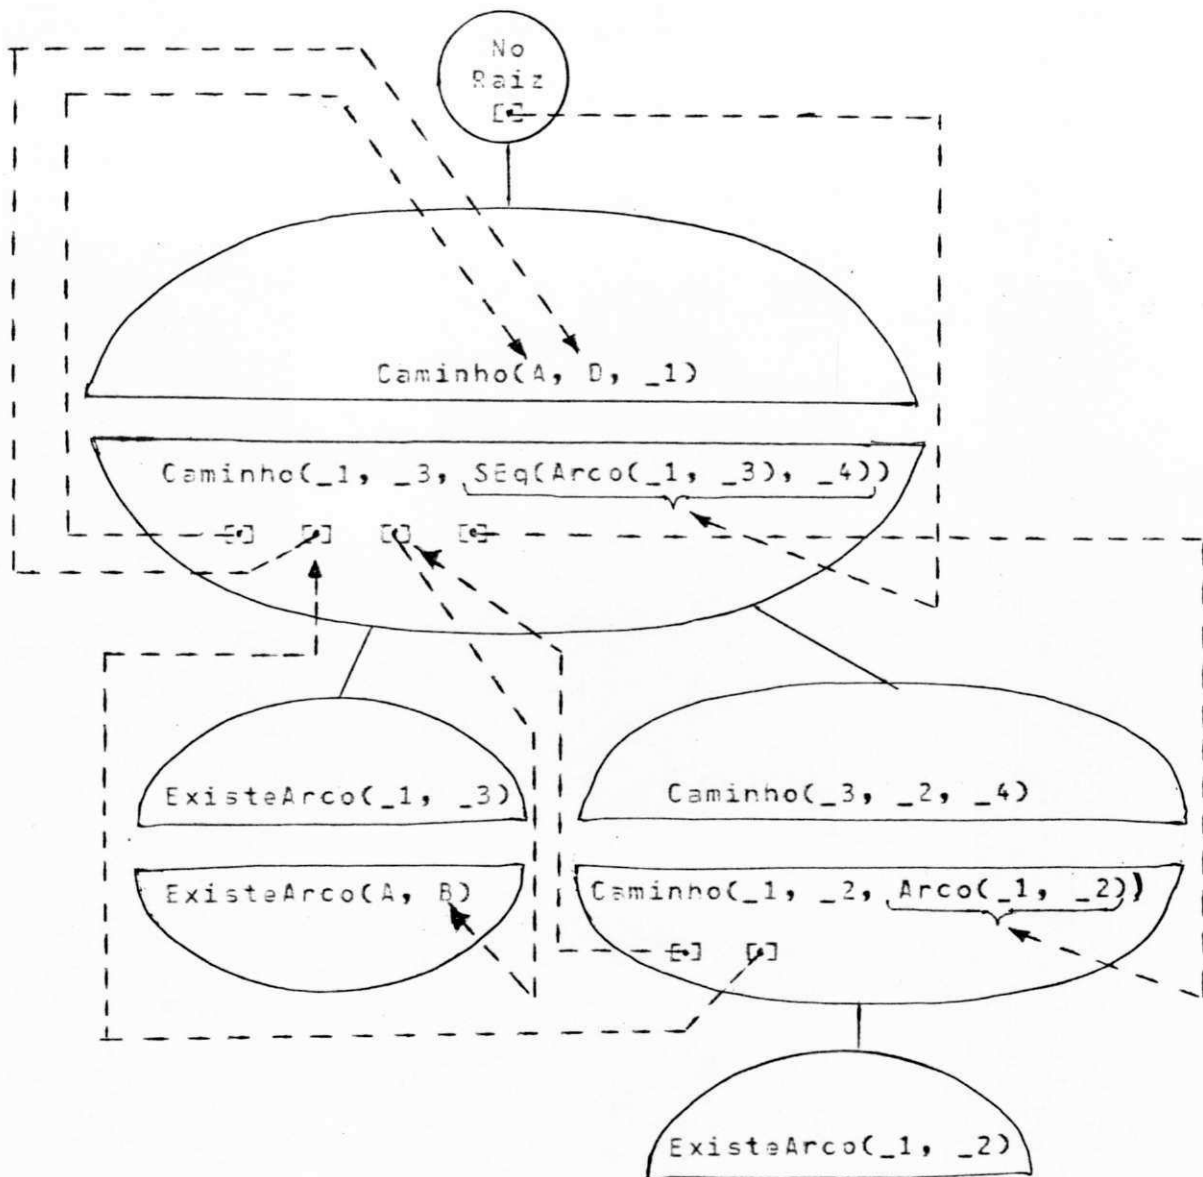 No
Raiz
[•]
Caminho(A, D, _1)
Caminho(_1, _3, SEq(Arco(_1, _3), _4))
[•] [•] [•] [•]
ExisteArco(_1, _3)
Caminho(_3, _2, _4)
ExisteArco(A, B)
Caminho(_1, _2, Arco(_1, _2))
[•] [•]
ExisteArco(_1, _2)